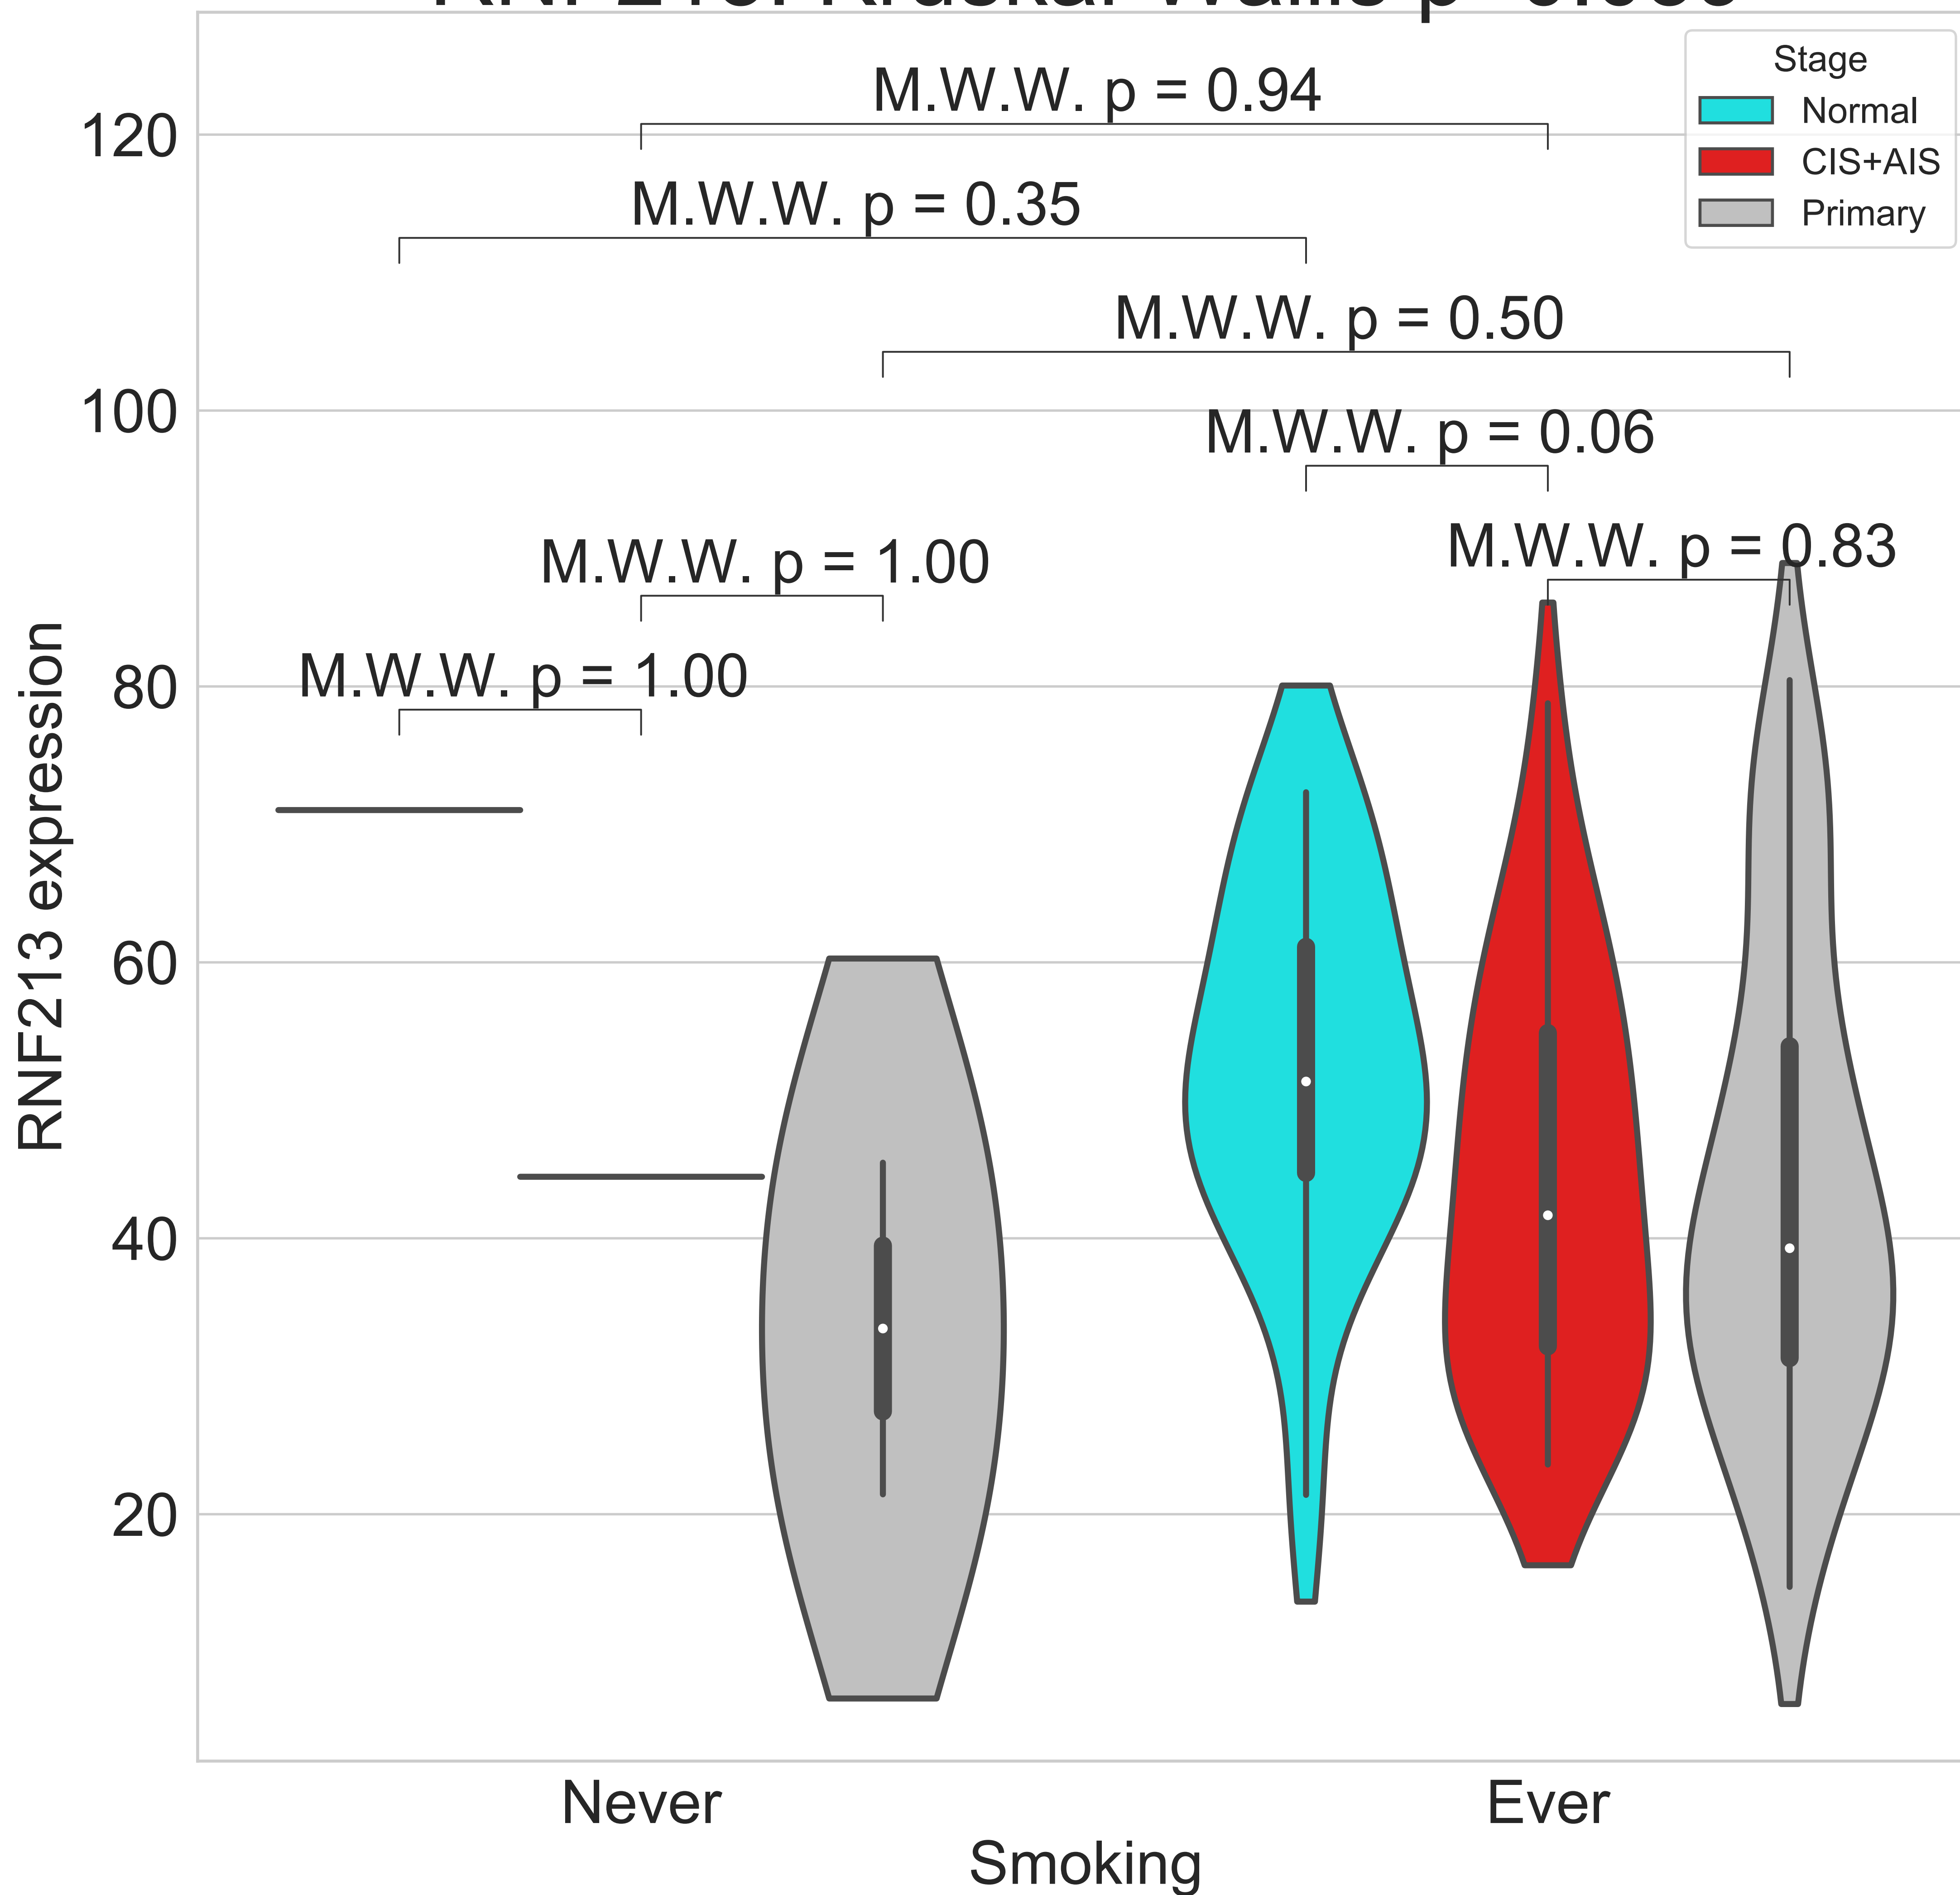 Stage
Normal
CIS+AIS
Primary
M.W.W. p = 0.94
M.W.W. p = 0.35
M.W.W. p = 0.50
M.W.W. p = 0.06
M.W.W. p = 0.83
M.W.W. p = 1.00
M.W.W. p = 1.00
120
100
80
60
40
20
RNF213 expression
Never
Ever
Smoking